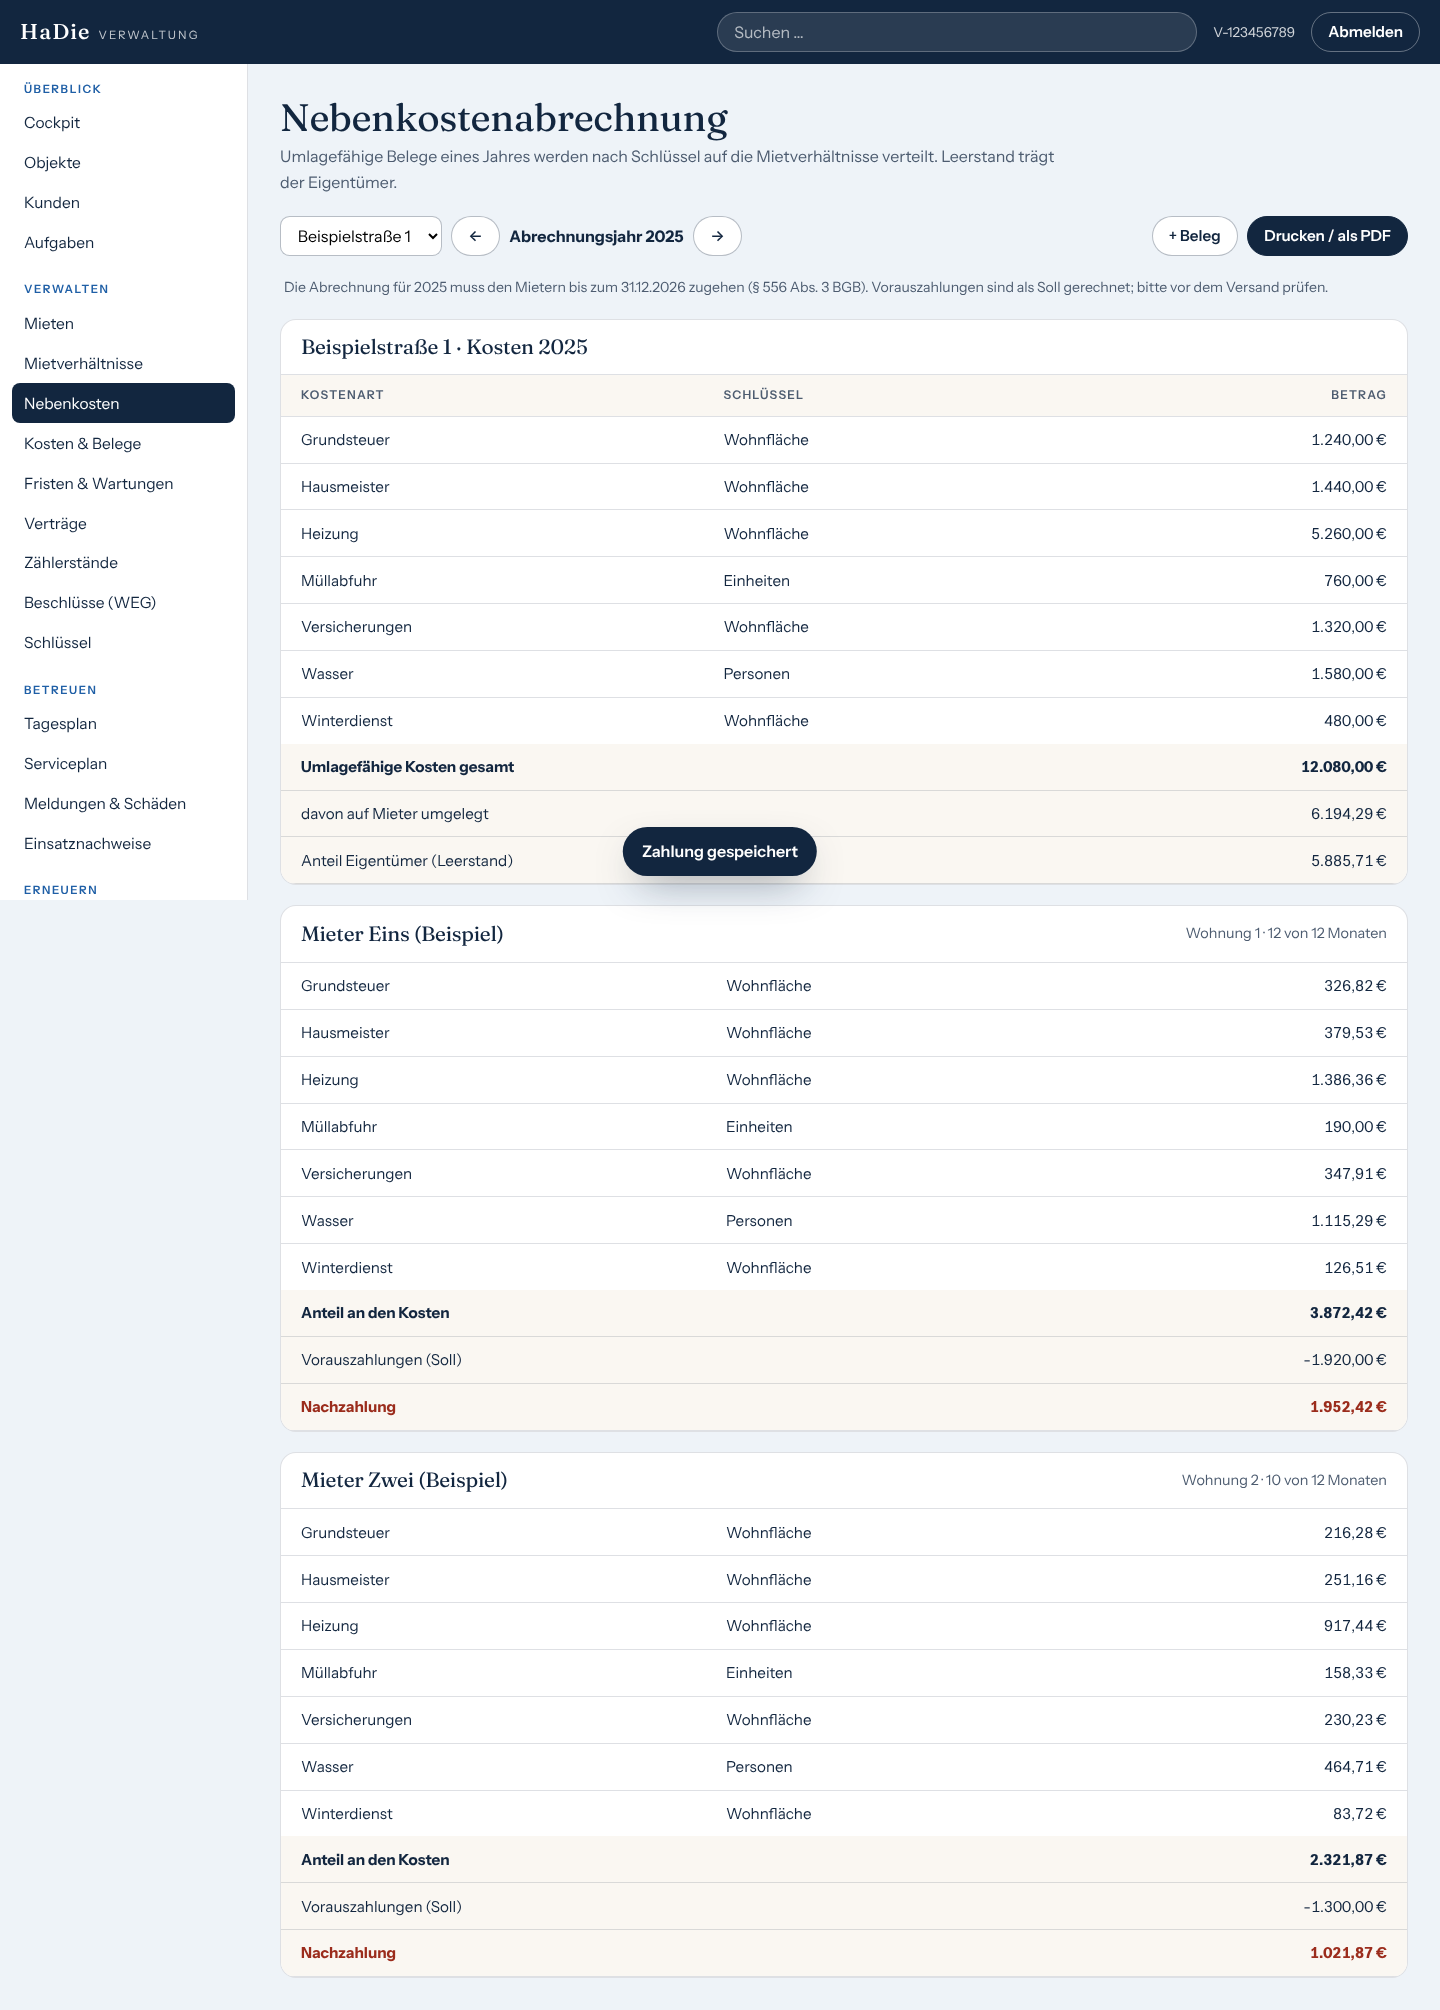 HaDie VERWALTUNG
Suchen ...
V-123456789
Abmelden
ÜBERBLICK
Cockpit
Objekte
Kunden
Aufgaben
VERWALTEN
Mieten
Mietverhältnisse
Nebenkosten
Kosten & Belege
Fristen & Wartungen
Verträge
Zählerstände
Beschlüsse (WEG)
Schlüssel
BETREUEN
Tagesplan
Serviceplan
Meldungen & Schäden
Einsatznachweise
ERNEUERN
Nebenkostenabrechnung
Umlagefähige Belege eines Jahres werden nach Schlüssel auf die Mietverhältnisse verteilt. Leerstand trägt
der Eigentümer.
Beispielstraße 1 ← Abrechnungsjahr 2025 → + Beleg Drucken / als PDF
Die Abrechnung für 2025 muss den Mietern bis zum 31.12.2026 zugehen (§ 556 Abs. 3 BGB). Vorauszahlungen sind als Soll gerechnet; bitte vor dem Versand prüfen.
Beispielstraße 1 · Kosten 2025
KOSTENART SCHLÜSSEL BETRAG
Grundsteuer Wohnfläche 1.240,00 €
Hausmeister Wohnfläche 1.440,00 €
Heizung Wohnfläche 5.260,00 €
Müllabfuhr Einheiten 760,00 €
Versicherungen Wohnfläche 1.320,00 €
Wasser Personen 1.580,00 €
Winterdienst Wohnfläche 480,00 €
Umlagefähige Kosten gesamt 12.080,00 €
davon auf Mieter umgelegt 6.194,29 €
Zahlung gespeichert
Anteil Eigentümer (Leerstand) 5.885,71 €
Mieter Eins (Beispiel) Wohnung 1 · 12 von 12 Monaten
Grundsteuer Wohnfläche 326,82 €
Hausmeister Wohnfläche 379,53 €
Heizung Wohnfläche 1.386,36 €
Müllabfuhr Einheiten 190,00 €
Versicherungen Wohnfläche 347,91 €
Wasser Personen 1.115,29 €
Winterdienst Wohnfläche 126,51 €
Anteil an den Kosten 3.872,42 €
Vorauszahlungen (Soll) -1.920,00 €
Nachzahlung 1.952,42 €
Mieter Zwei (Beispiel) Wohnung 2 · 10 von 12 Monaten
Grundsteuer Wohnfläche 216,28 €
Hausmeister Wohnfläche 251,16 €
Heizung Wohnfläche 917,44 €
Müllabfuhr Einheiten 158,33 €
Versicherungen Wohnfläche 230,23 €
Wasser Personen 464,71 €
Winterdienst Wohnfläche 83,72 €
Anteil an den Kosten 2.321,87 €
Vorauszahlungen (Soll) -1.300,00 €
Nachzahlung 1.021,87 €